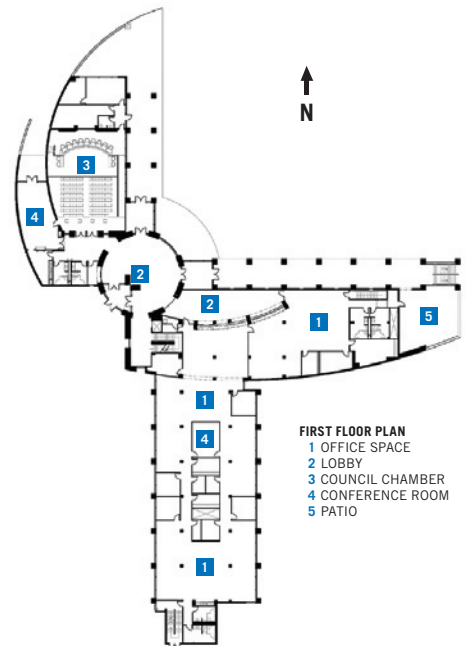 N
3
4
2
2
1
5
1
4
1
FIRST FLOOR PLAN
1 OFFICE SPACE
2 LOBBY
3 COUNCIL CHAMBER
4 CONFERENCE ROOM
5 PATIO